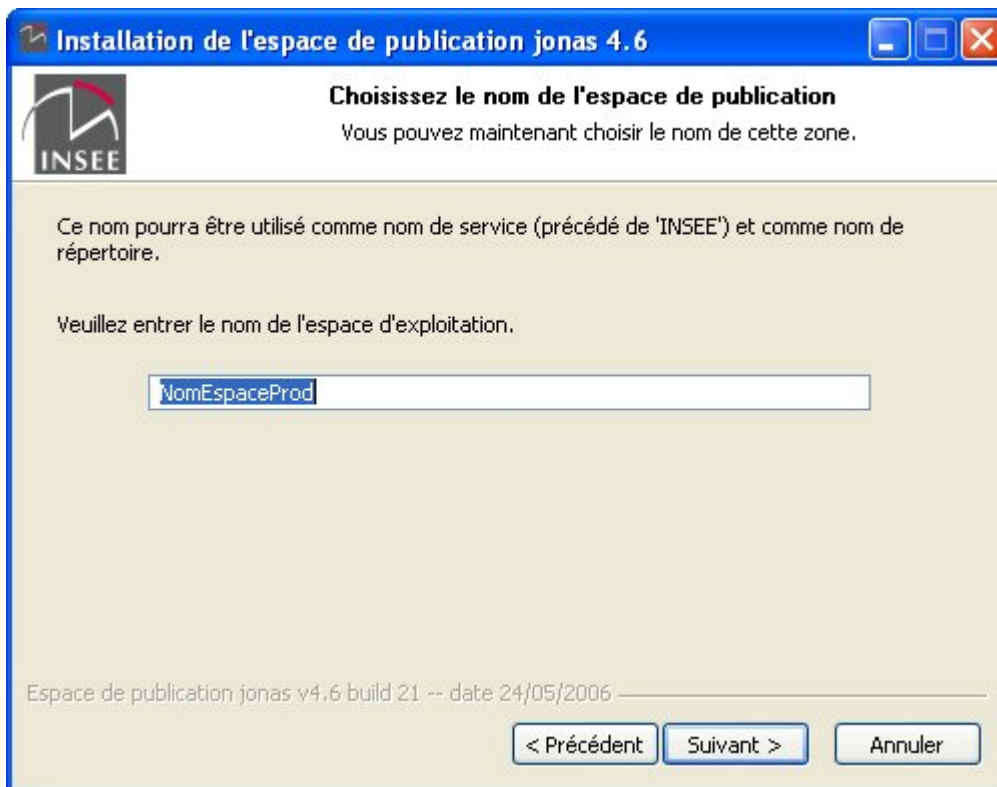 Installation de l'espace de publication jonas 4.6
INSEE
Choisissez le nom de l'espace de publication
Vous pouvez maintenant choisir le nom de cette zone.
Ce nom pourra être utilisé comme nom de service (précédé de 'INSEE') et comme nom de
répertoire.
Veuillez entrer le nom de l'espace d'exploitation.
NomEspaceProd
Espace de publication jonas v4.6 build 21 -- date 24/05/2006
< Précédent Suivant > Annuler